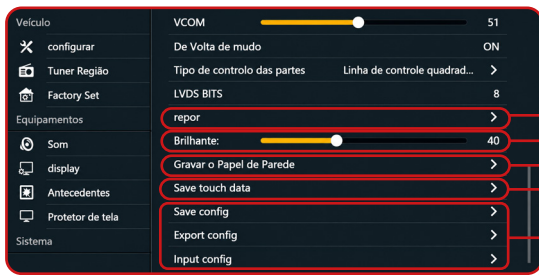 Veículo
configurar
Tuner Região
Factory Set
Equipamentos
Som
display
Antecedentes
Protetor de tela
Sistema
VCOM 51
De Volta de mudo ON
Tipo de controlo das partes Linha de controle quadrad... >
LVDS BITS 8
repor >
Brilhante: 40
Gravar o Papel de Parede >
Save touch data >
Save config >
Export config >
Input config >